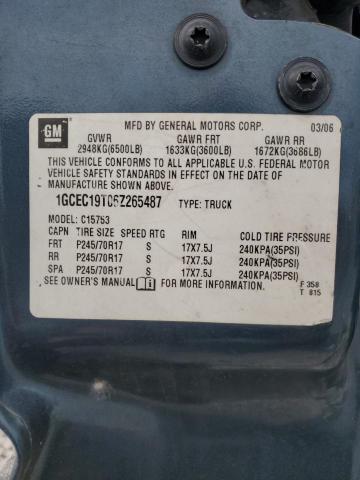 GM
MFD BY GENERAL MOTORS CORP. 03/06
GVWR GAWR FRT GAWR RR
2948KG(6500LB) 1633KG(3600LB) 1672KG(3686LB)
THIS VEHICLE CONFORMS TO ALL APPLICABLE U.S. FEDERAL MOTOR
VEHICLE SAFETY STANDARDS IN EFFECT ON THE DATE OF
MANUFACTURE SHOWN ABOVE.
1GCEC19T06Z265487 TYPE: TRUCK
MODEL: C15753
CAPN TIRE SIZE SPEED RTG RIM COLD TIRE PRESSURE
FRT P245/70R17 S 17X7.5J 240KPA(35PSI)
RR P245/70R17 S 17X7.5J 240KPA(35PSI)
SPA P245/70R17 S 17X7.5J 240KPA(35PSI)
SEE OWNER'S MANUAL FOR MORE INFORMATION. F 358
T 815